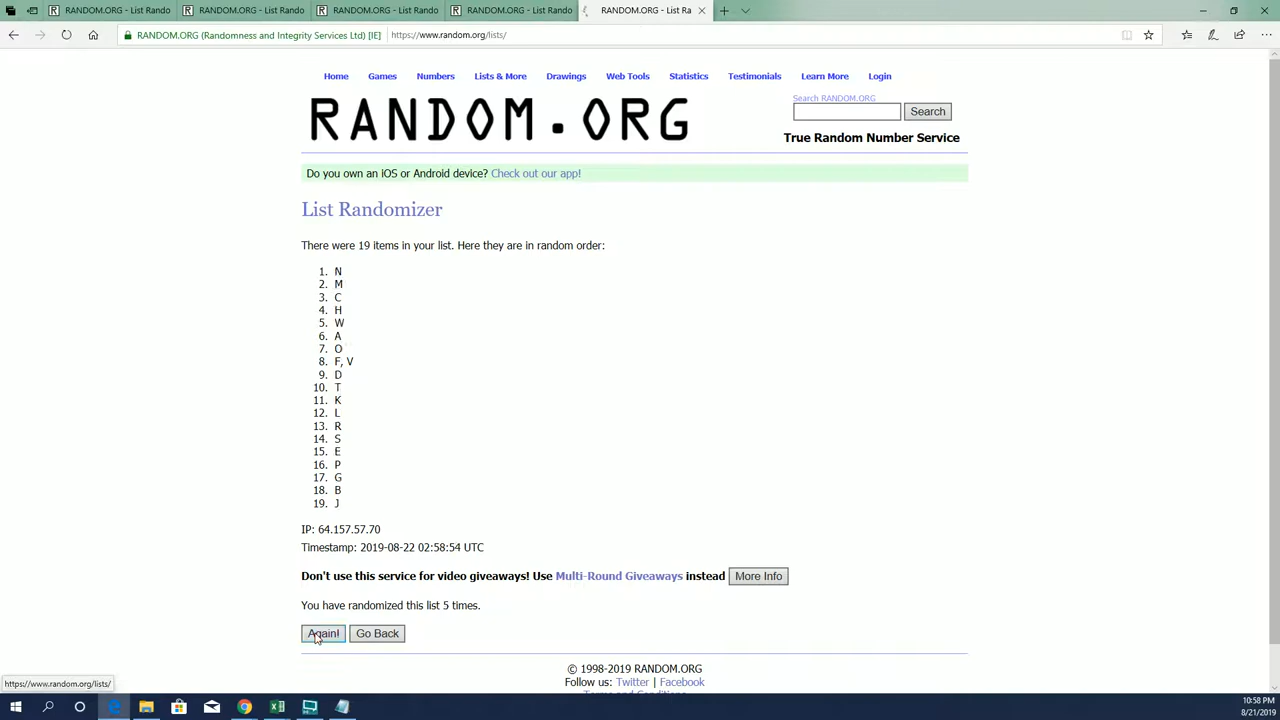 RANDOM.ORG - List Rando
RANDOM.ORG - List Rando
RANDOM.ORG - List Rando
RANDOM.ORG - List Rando
RANDOM.ORG - List Ra
RANDOM.ORG (Randomness and Integrity Services Ltd) [IE]
https://www.random.org/lists/
Home Games Numbers Lists & More Drawings Web Tools Statistics Testimonials Learn More Login
RANDOM.ORG
Search RANDOM.ORG
Search
True Random Number Service
Do you own an iOS or Android device? Check out our app!
List Randomizer
There were 19 items in your list. Here they are in random order:
1. N
2. M
3. C
4. H
5. W
6. A
7. O
8. F, V
9. D
10. T
11. K
12. L
13. R
14. S
15. E
16. P
17. G
18. B
19. J
IP: 64.157.57.70
Timestamp: 2019-08-22 02:58:54 UTC
Don't use this service for video giveaways! Use Multi-Round Giveaways instead More Info
You have randomized this list 5 times.
Again! Go Back
© 1998-2019 RANDOM.ORG
Follow us: Twitter | Facebook
Terms and Conditions
https://www.random.org/lists/
10:58 PM
8/21/2019